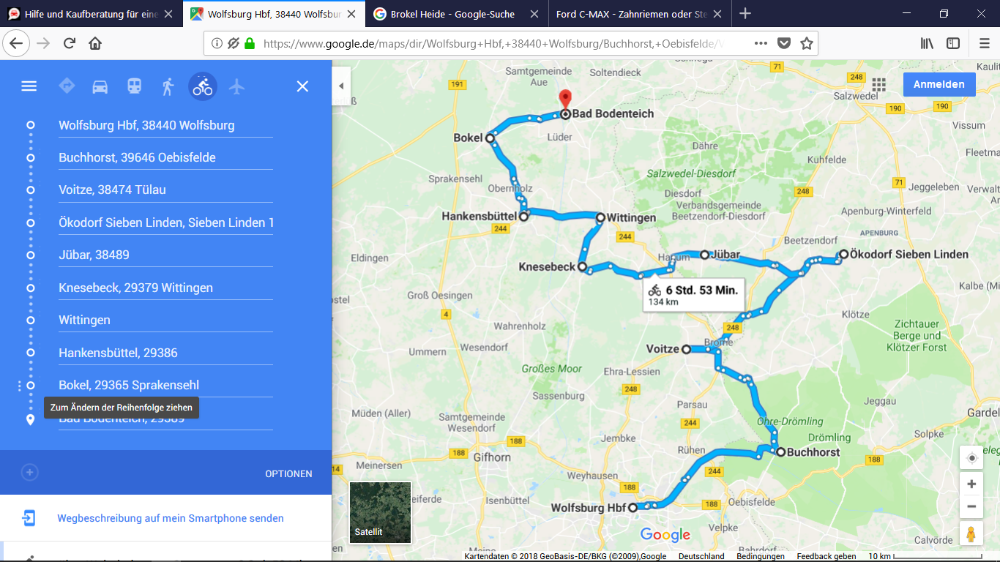 Hilfe und Kaufberatung für eine
Wolfsburg Hbf, 38440 Wolfsbur
Brokel Heide - Google-Suche
Ford C-MAX - Zahnriemen oder Ste
https://www.google.de/maps/dir/Wolfsburg+Hbf,+38440+Wolfsburg/Buchhorst,+Oebisfelde/
Wolfsburg Hbf, 38440 Wolfsburg
Buchhorst, 39646 Oebisfelde
Voitze, 38474 Tülau
Ökodorf Sieben Linden, Sieben Linden 1
Jübar, 38489
Knesebeck, 29379 Wittingen
Wittingen
Hankensbüttel, 29386
Bokel, 29365 Sprakensehl
Zum Ändern der Reihenfolge ziehen
Bad Bodenteich, 29389
OPTIONEN
Wegbeschreibung auf mein Smartphone senden
Anmelden
Samtgemeinde
Aue
Soltendieck
71
248
Salzwedel
191
190
190
Bad Bodenteich
Bokel
Lüder
Vissum
Dähre
Fleetma
Kuhfelde
Sprakensehl
Salzwedel-Diesdorf
71
Jeggeleben
Verwalt
248
Obernholz
Diesdorf
Verbandsgemeinde
Beetzendorf-Diesdorf
Apenburg-Winterfeld
Hankensbüttel
Wittingen
244
244
APENBURG
Beetzendorf
Eldingen
Hanum
Jübar
Ökodorf Sieben Linden
Knesebeck
6 Std. 53 Min.
134 km
Kalbe (Mi
Groß Oesingen
4
Wahrenholz
248
Klötze
Zichtauer
Berge und
Klötzer Forst
Voitze
Brome
Ummern
Wesendorf
Großes Moor
Ehra-Lessien
Sassenburg
248
Parsau
Jeggau
Müden (Aller)
Samtgemeinde
Wesendorf
244
Ohre-Drömling
Drömling
Gardel
Jembke
Solpke
188
Rühen
188
Gifhorn
Buchhorst
188
Meinersen
14
Weyhausen
244
188
Isenbüttel
Wolfsburg Hbf
188
Oebisfelde
Satellit
Velpke
Calvörde
Meine
Google
Bahrdorf
Kartendaten © 2018 GeoBasis-DE/BKG (©2009),Google
Deutschland
Bedingungen
Feedback geben
10 km